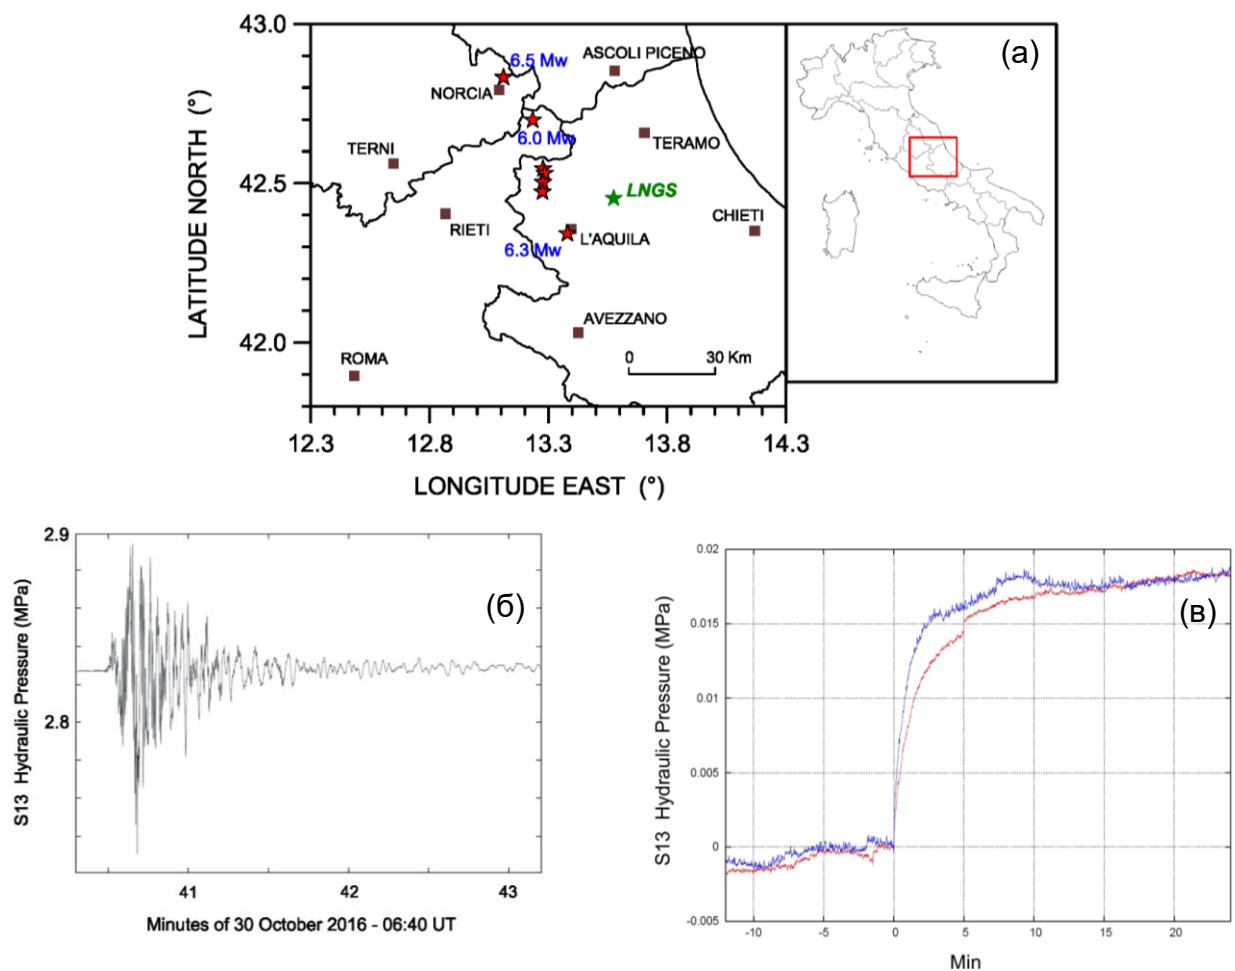 43.0
42.5
42.0
LATITUDE NORTH (°)
6.5 Mw
ASCOLI PICENO
NORCIA
6.0 Mw
TERAMO
TERNI
LNGS
CHIETI
RIETI
L'AQUILA
6.3 Mw
AVEZZANO
ROMA
0 30 Km
12.3 12.8 13.3 13.8 14.3
LONGITUDE EAST (°)
(а)
2.9
2.8
S13 Hydraulic Pressure (MPa)
(б)
41 42 43
Minutes of 30 October 2016 - 06:40 UT
0.02
0.015
0.01
0.005
0
-0.005
S13 Hydraulic Pressure (MPa)
(в)
-10 -5 0 5 10 15 20
Min